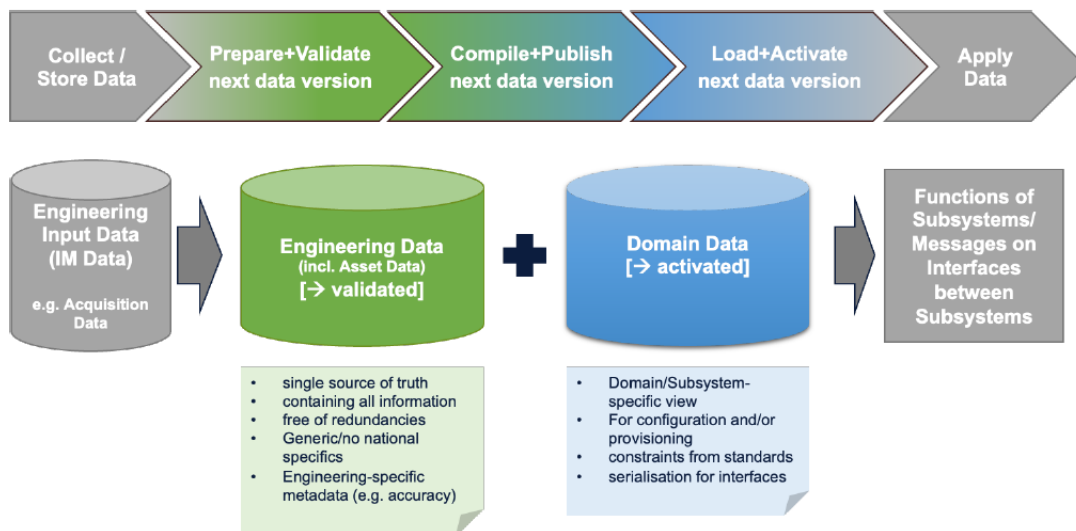 Collect /
Store Data
Prepare+Validate
next data version
Compile+Publish
next data version
Load+Activate
next data version
Apply
Data
Engineering
Input Data
(IM Data)
e.g. Acquisition
Data
Engineering Data
(incl. Asset Data)
[→ validated]
Domain Data
[→ activated]
Functions of
Subsystems/
Messages on
Interfaces
between
Subsystems
• single source of truth
• containing all information
• free of redundancies
• Generic/no national
specifics
• Engineering-specific
metadata (e.g. accuracy)
• Domain/Subsystem-
specific view
• For configuration and/or
provisioning
• constraints from standards
• serialisation for interfaces